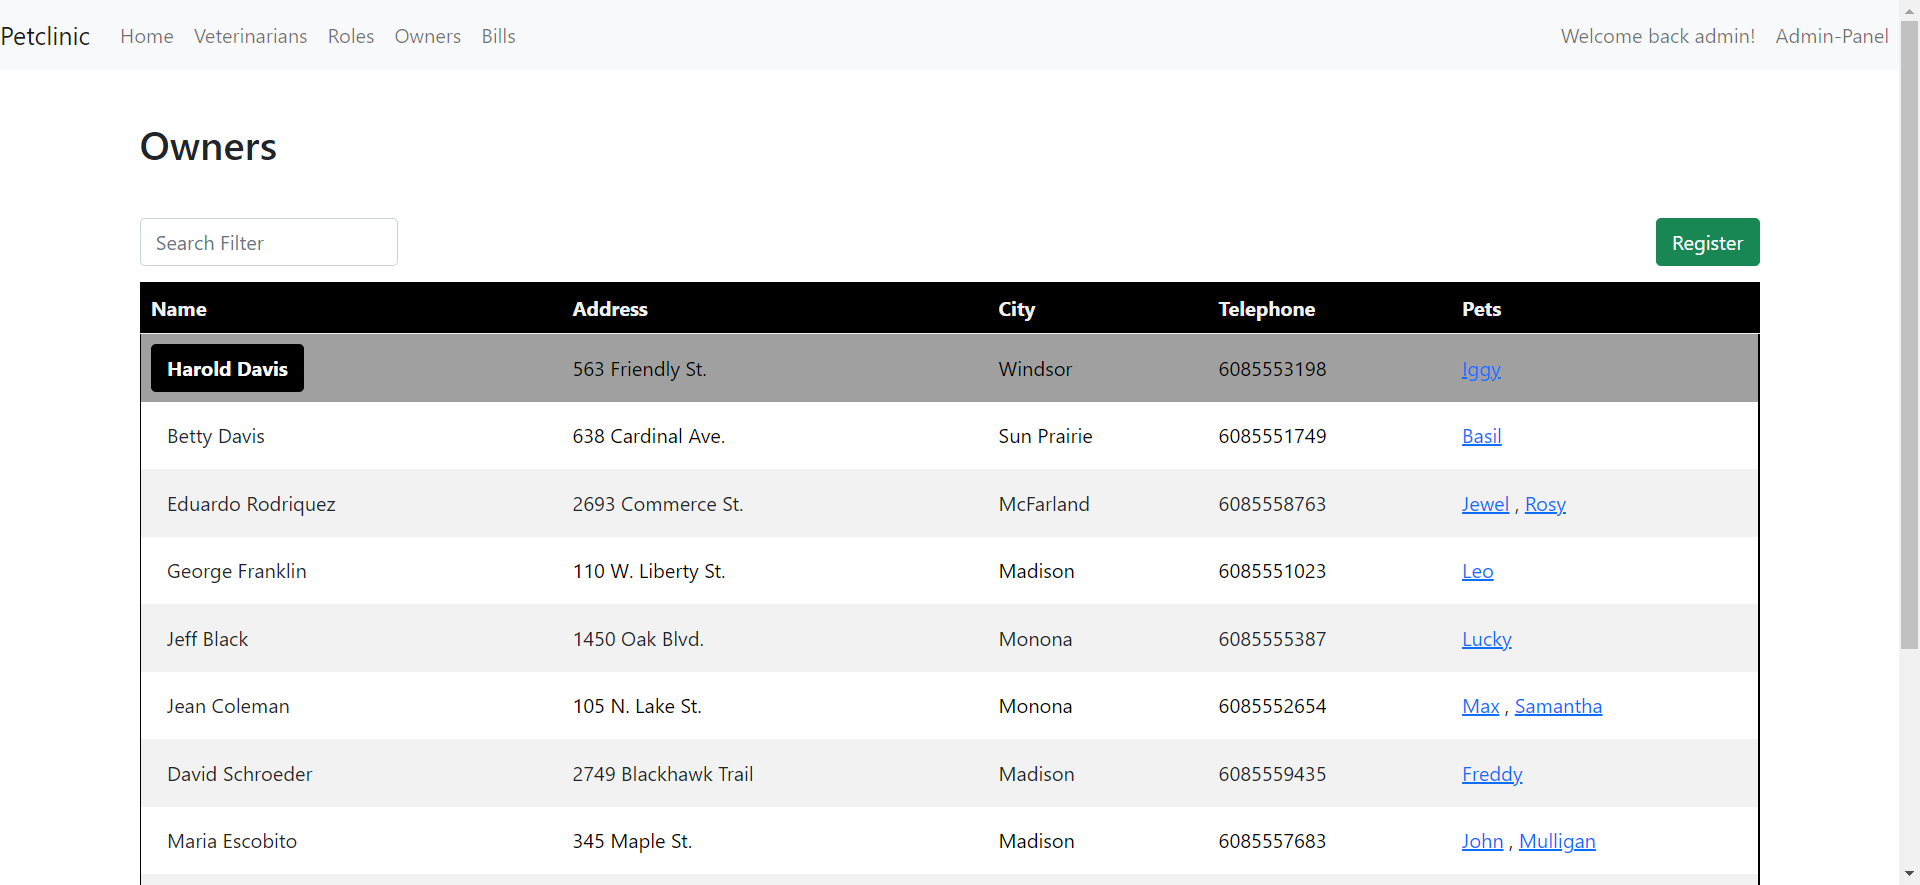 Petclinic Home Veterinarians Roles Owners Bills Welcome back admin! Admin-Panel
Owners
Search Filter Register
Name Address City Telephone Pets
Harold Davis 563 Friendly St. Windsor 6085553198 Iggy
Betty Davis 638 Cardinal Ave. Sun Prairie 6085551749 Basil
Eduardo Rodriquez 2693 Commerce St. McFarland 6085558763 Jewel , Rosy
George Franklin 110 W. Liberty St. Madison 6085551023 Leo
Jeff Black 1450 Oak Blvd. Monona 6085555387 Lucky
Jean Coleman 105 N. Lake St. Monona 6085552654 Max , Samantha
David Schroeder 2749 Blackhawk Trail Madison 6085559435 Freddy
Maria Escobito 345 Maple St. Madison 6085557683 John , Mulligan